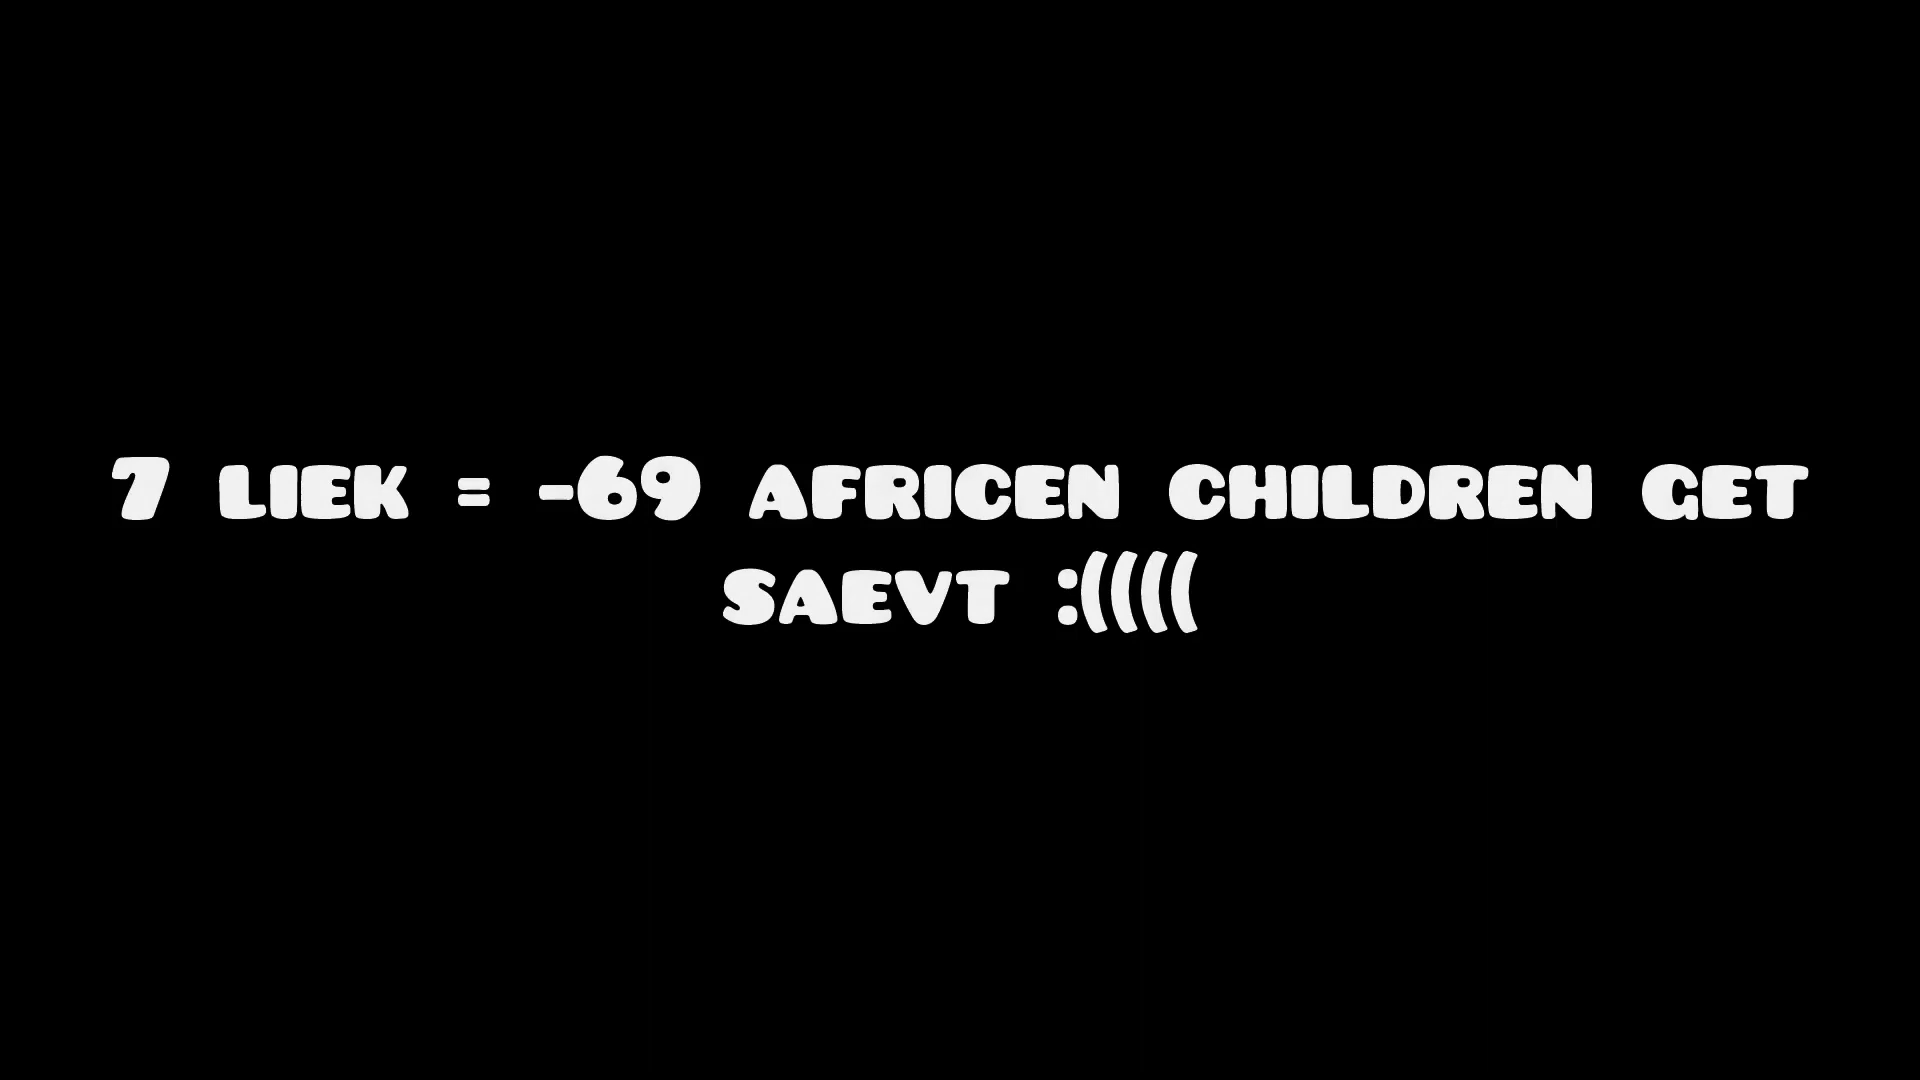 7 LIEK = -69 AFRICEN CHILDREN GET
SAEVT :((((